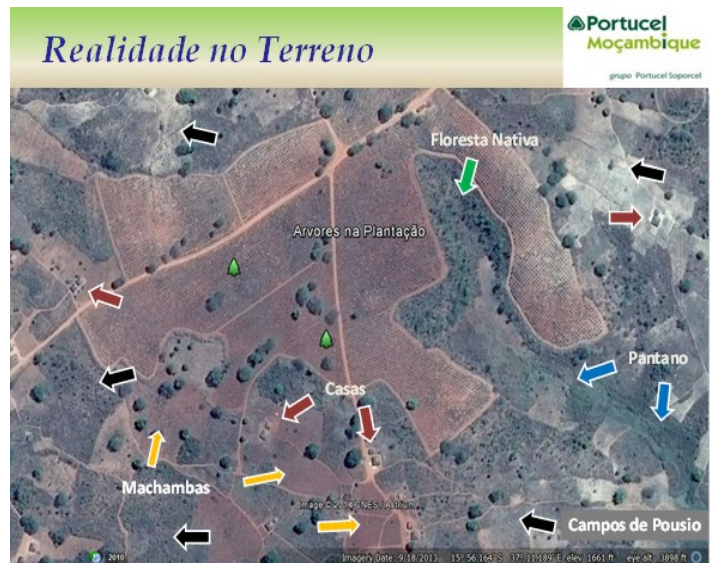 Realidade no Terreno
Portucel
Moçambique
grupo Portucel Soporcel
Floresta Nativa
Arvores na Plantação
Pantano
Casas
Machambas
Image © 2014 CNES / Astrium
Campos de Pousio
2010
Imagery Date: 9/18/2013 15° 56.164' S 37° 11.189' E elev 1661 ft eye alt 3898 ft